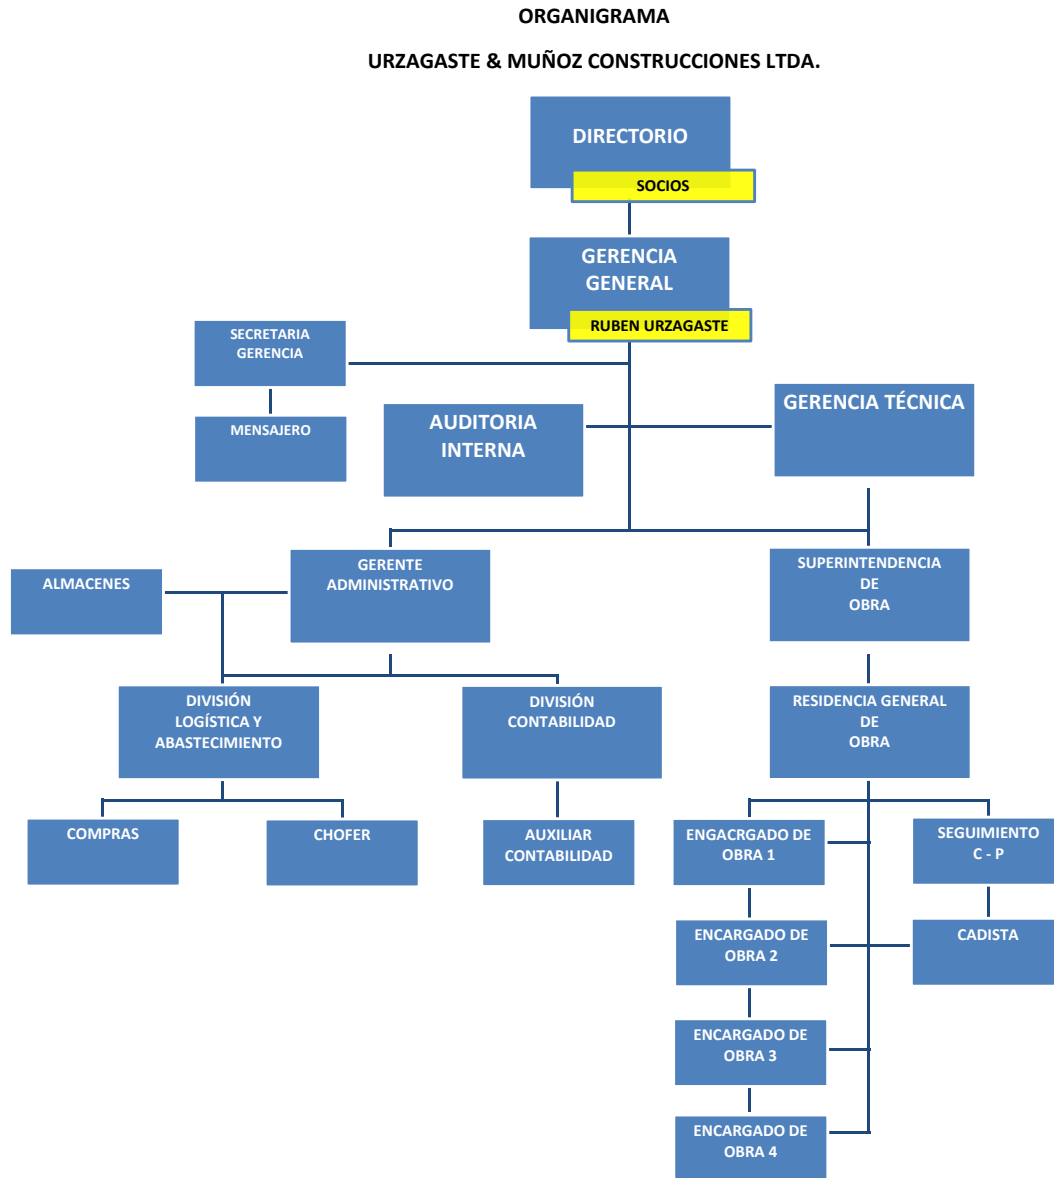 ORGANIGRAMA
URZAGASTE & MUÑOZ CONSTRUCCIONES LTDA.
DIRECTORIO
SOCIOS
GERENCIA
GENERAL
RUBEN URZAGASTE
SECRETARIA
GERENCIA
MENSAJERO
AUDITORIA
INTERNA
GERENCIA TÉCNICA
ALMACENES
GERENTE
ADMINISTRATIVO
SUPERINTENDENCIA
DE
OBRA
DIVISIÓN
LOGÍSTICA Y
ABASTECIMIENTO
DIVISIÓN
CONTABILIDAD
RESIDENCIA GENERAL
DE
OBRA
COMPRAS
CHOFER
AUXILIAR
CONTABILIDAD
ENGACRGADO DE
OBRA 1
SEGUIMIENTO
C - P
ENCARGADO DE
OBRA 2
CADISTA
ENCARGADO DE
OBRA 3
ENCARGADO DE
OBRA 4